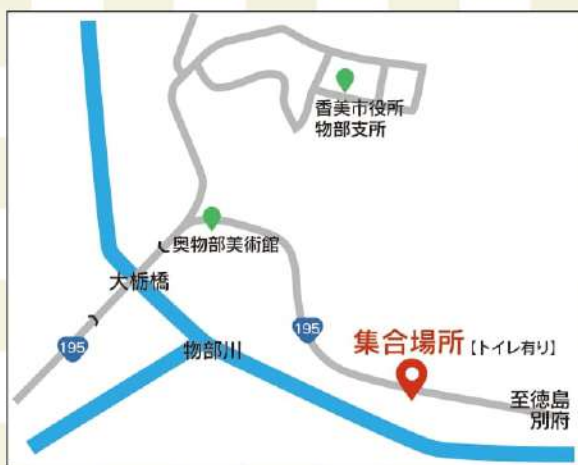 香美市役所
物部支所
奥物部美術館
大栃橋
195
物部川
195
集合場所【トイレ有り】
至徳島
別府